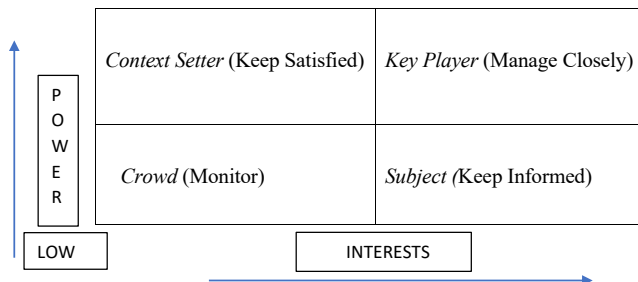 Context Setter (Keep Satisfied)
Key Player (Manage Closely)
P
O
W
E
R
Crowd (Monitor)
Subject (Keep Informed)
LOW
INTERESTS